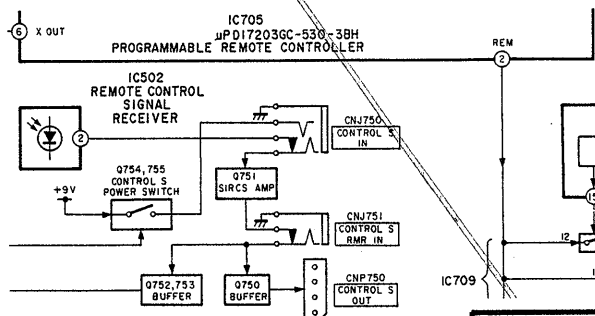 6
X OUT
IC705
μPD17203GC-530-3BH
PROGRAMMABLE REMOTE CONTROLLER
REM
2
IC502
REMOTE CONTROL
SIGNAL
RECEIVER
2
CNJ750
CONTROL S
IN
Q754,755
CONTROL S
POWER SWITCH
+9V
Q751
SIRCS AMP
CNJ751
CONTROL S
RMR IN
Q752,753
BUFFER
Q750
BUFFER
CNP750
CONTROL S
OUT
IC709
12